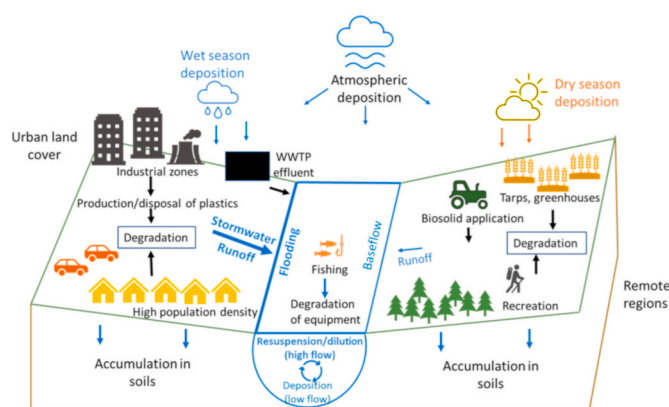 Wet season
deposition
Atmospheric
deposition
Dry season
deposition
Urban land
cover
Industrial zones
WWTP
effluent
Production/disposal of plastics
Degradation
Stormwater
Runoff
High population density
Flooding
Fishing
Degradation
of equipment
Baseflow
Runoff
Biosolid application
Tarps, greenhouses
Degradation
Recreation
Remote
regions
Accumulation in
soils
Resuspension/dilution
(high flow)
Deposition
(low flow)
Accumulation in
soils